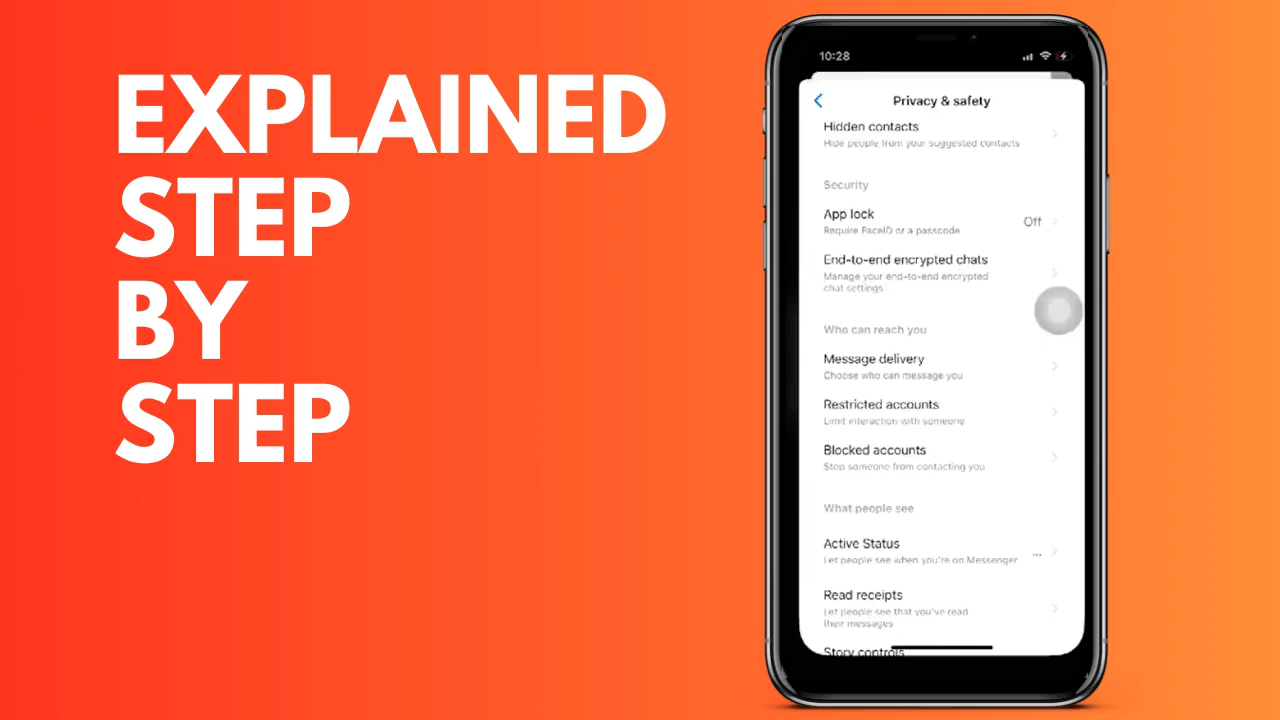 EXPLAINED
STEP
BY
STEP
10:28
Privacy & safety
Hidden contacts
Hide people from your suggested contacts
Security
App lock
Require FaceID or a passcode
Off
End-to-end encrypted chats
Manage your end-to-end encrypted
chat settings
Who can reach you
Message delivery
Choose who can message you
Restricted accounts
Limit interaction with someone
Blocked accounts
Stop someone from contacting you
What people see
Active Status
Let people see when you're on Messenger
...
Read receipts
Let people see that you've read
their messages
Story controls